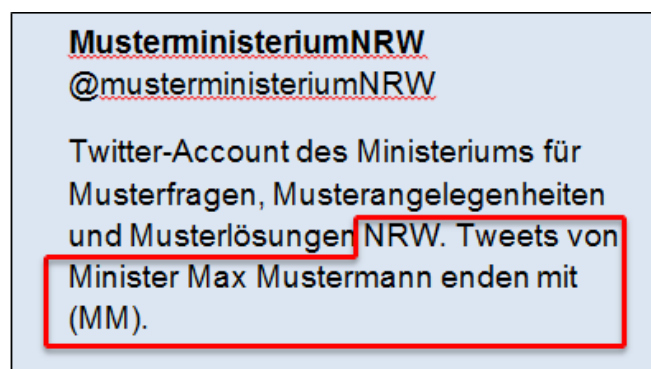 MusterministeriumNRW
@musterministeriumNRW
Twitter-Account des Ministeriums für
Musterfragen, Musterangelegenheiten
und Musterlösungen NRW. Tweets von
Minister Max Mustermann enden mit
(MM).